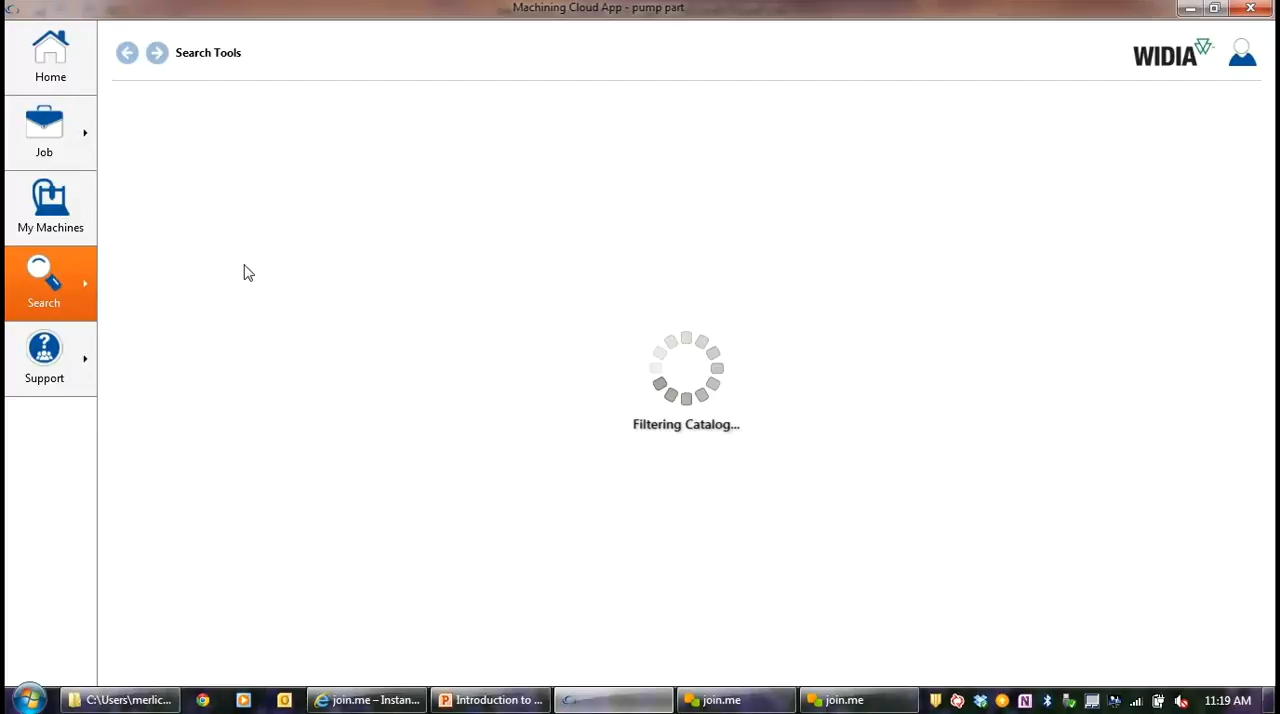 Machining Cloud App - pump part
Home
Search Tools
WIDIA
Job
My Machines
Search
Support
Filtering Catalog...
C:\Users\merlic...
join.me – Instan...
Introduction to ...
join.me
join.me
11:19 AM